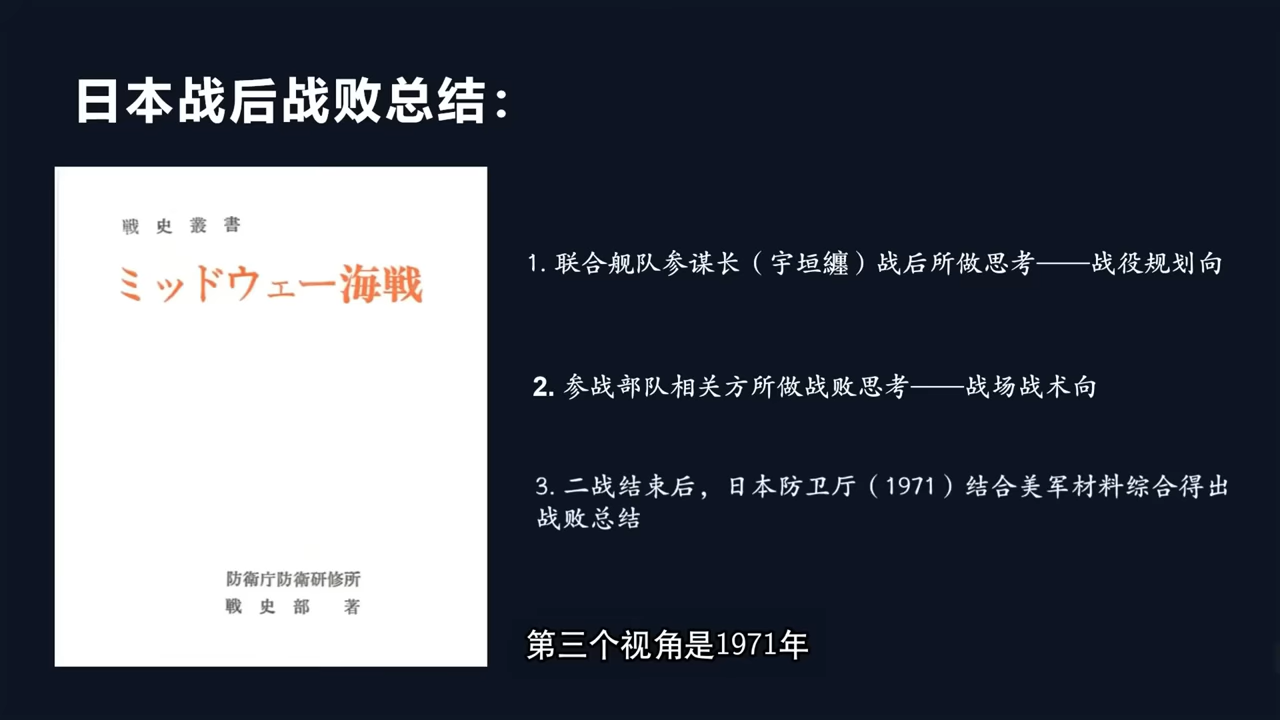 日本战后战败总结：
戦史叢書
ミッドウェー海戦
防衛庁防衛研修所
戦史部 著
1. 联合舰队参谋长（宇垣纏）战后所做思考——战役规划向
2. 参战部队相关方所做战败思考——战场战术向
3. 二战结束后，日本防卫厅（1971）结合美军材料综合得出
战败总结
第三个视角是1971年